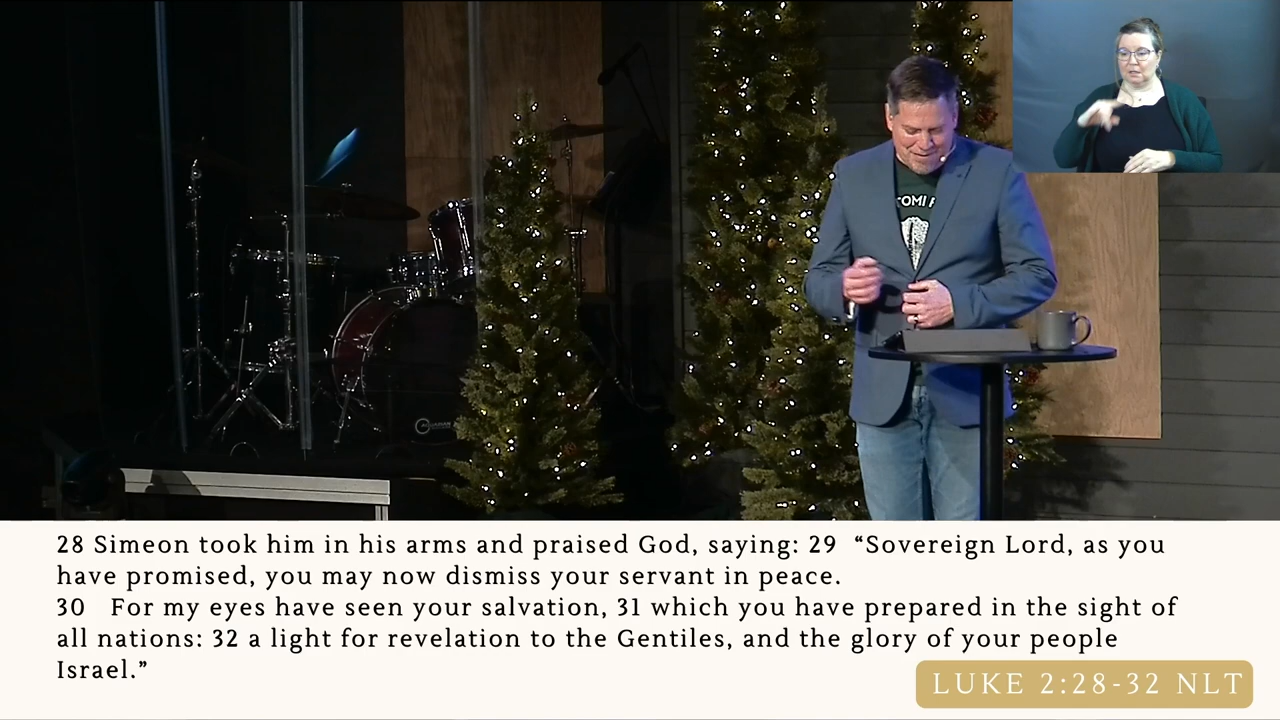 TOMI
28 Simeon took him in his arms and praised God, saying: 29 “Sovereign Lord, as you
have promised, you may now dismiss your servant in peace.
30 For my eyes have seen your salvation, 31 which you have prepared in the sight of
all nations: 32 a light for revelation to the Gentiles, and the glory of your people
Israel.”
LUKE 2:28-32 NLT